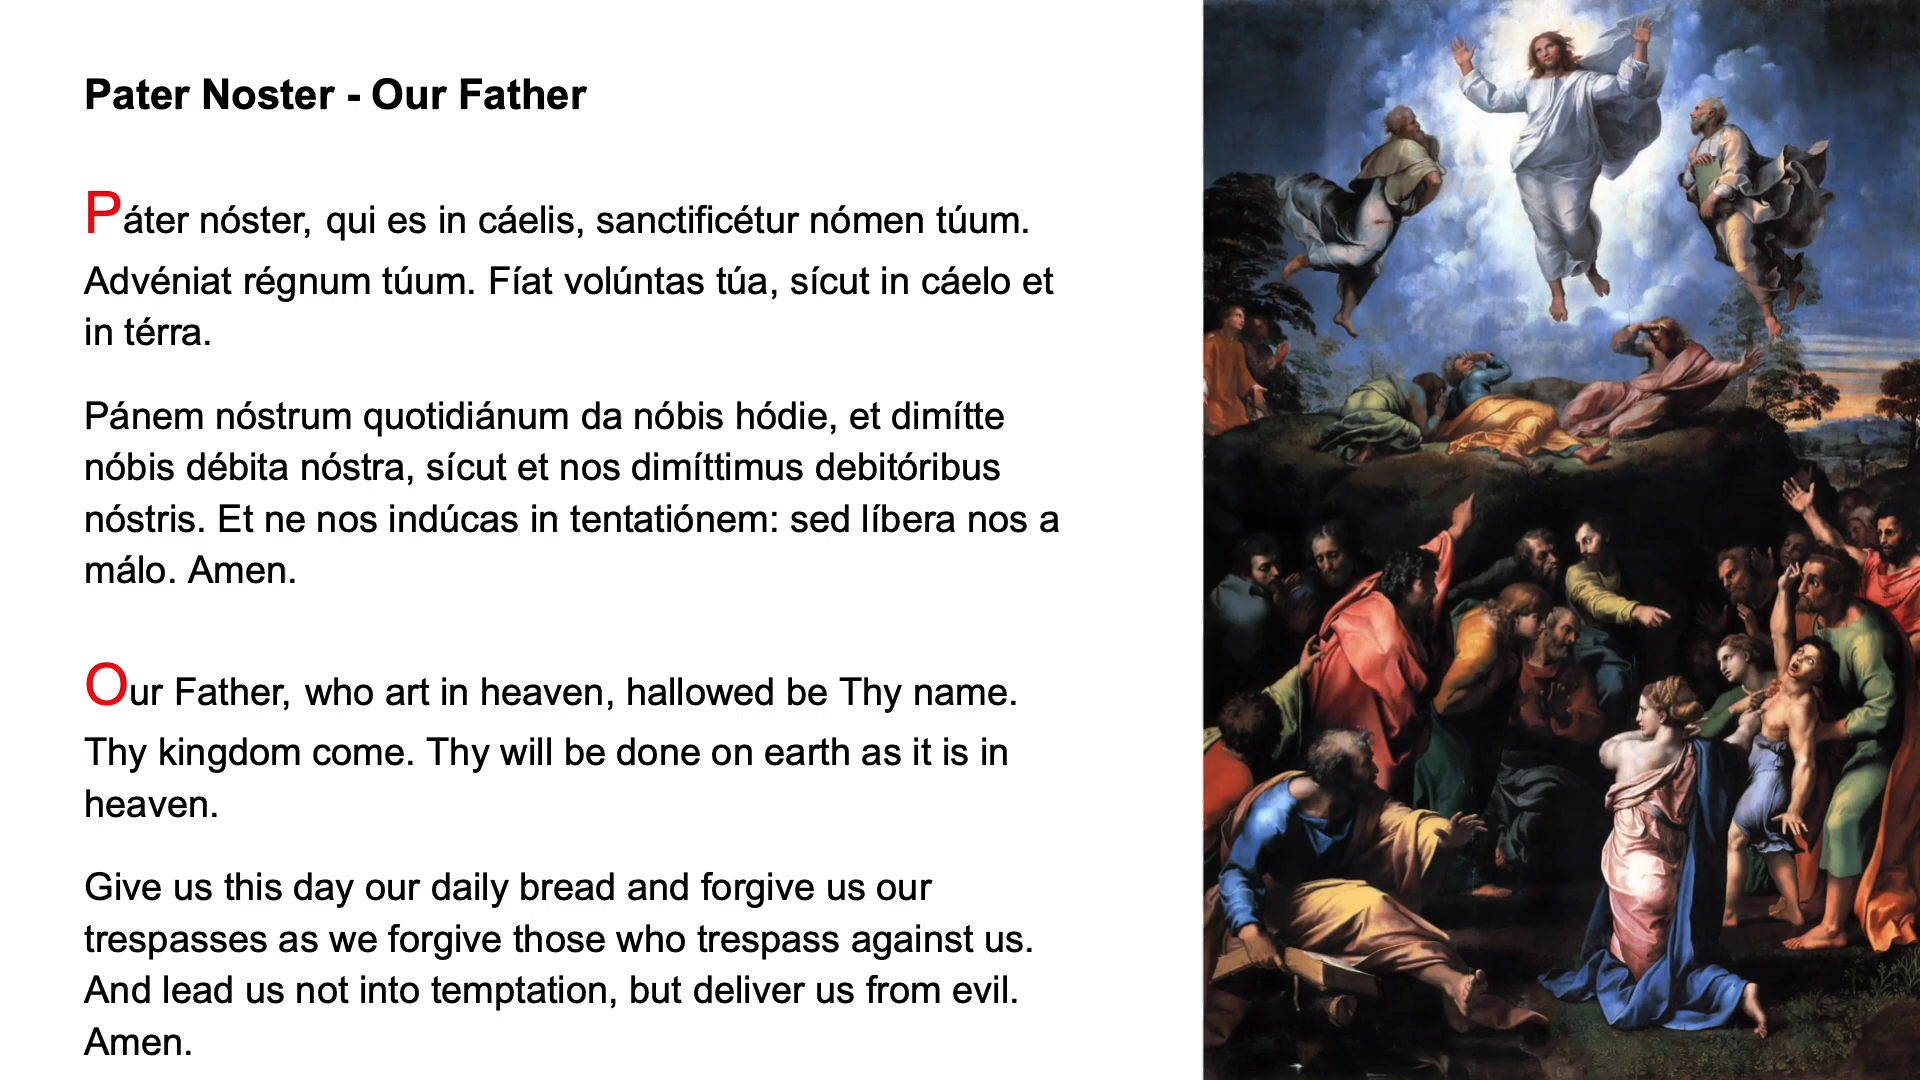 Pater Noster - Our Father
Páter nóster, qui es in cáelis, sanctificétur nómen túum.
Advéniat régnum túum. Fíat volúntas túa, sícut in cáelo et
in térra.
Pánem nóstrum quotidiánum da nóbis hódie, et dimítte
nóbis débita nóstra, sícut et nos dimíttimus debitóribus
nóstris. Et ne nos indúcas in tentatiónem: sed líbera nos a
málo. Amen.
Our Father, who art in heaven, hallowed be Thy name.
Thy kingdom come. Thy will be done on earth as it is in
heaven.
Give us this day our daily bread and forgive us our
trespasses as we forgive those who trespass against us.
And lead us not into temptation, but deliver us from evil.
Amen.